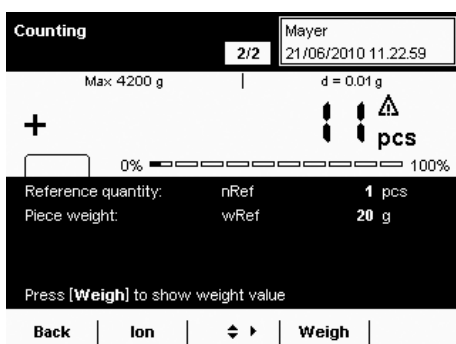 Counting
2/2
Mayer
21/06/2010 11.22.59
Max 4200 g
d = 0.01 g
+
11 pcs
0%
100%
Reference quantity: nRef 1 pcs
Piece weight: wRef 20 g
Press [Weigh] to show weight value
Back Ion Weigh